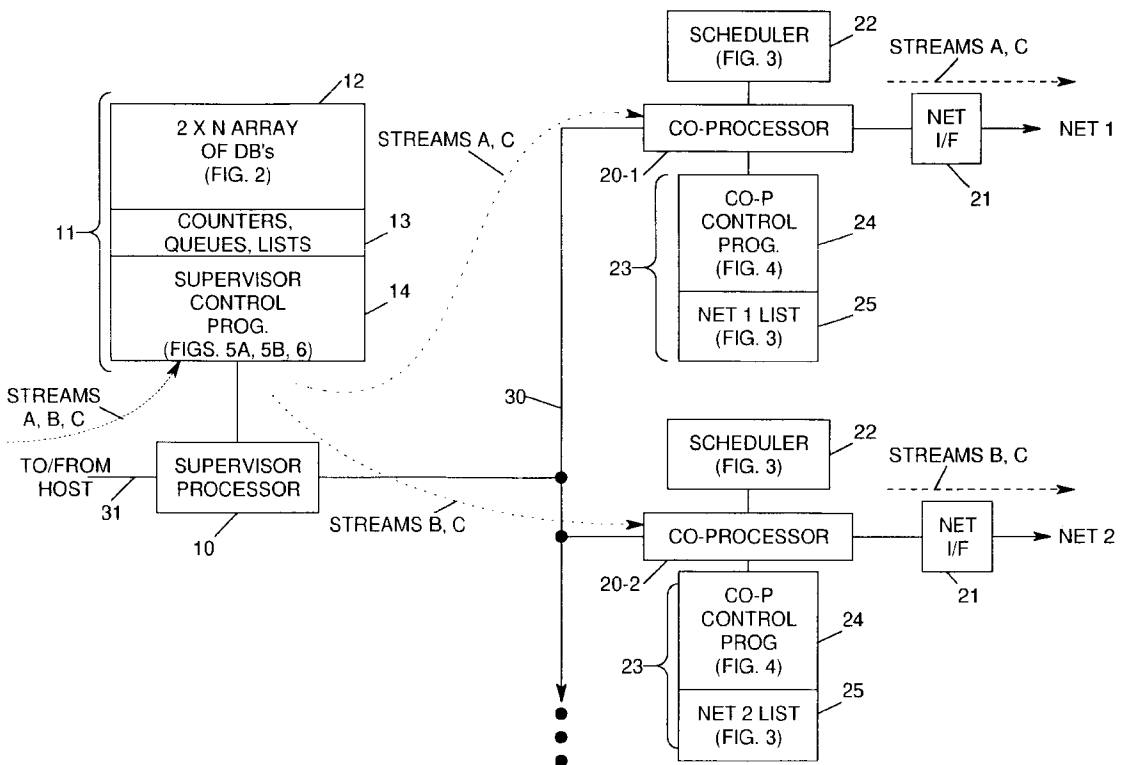 12
2 X N ARRAY
OF DB's
(FIG. 2)
11
COUNTERS,
QUEUES, LISTS
13
SUPERVISOR
CONTROL
PROG.
(FIGS. 5A, 5B, 6)
14
STREAMS
A, B, C
TO/FROM
HOST
31
SUPERVISOR
PROCESSOR
10
STREAMS A, C
STREAMS B, C
30
SCHEDULER
(FIG. 3)
22
STREAMS A, C
CO-PROCESSOR
20-1
NET
I/F
21
NET 1
CO-P
CONTROL
PROG.
(FIG. 4)
24
23
NET 1 LIST
(FIG. 3)
25
SCHEDULER
(FIG. 3)
22
STREAMS B, C
CO-PROCESSOR
20-2
NET
I/F
21
NET 2
CO-P
CONTROL
PROG
(FIG. 4)
24
23
NET 2 LIST
(FIG. 3)
25